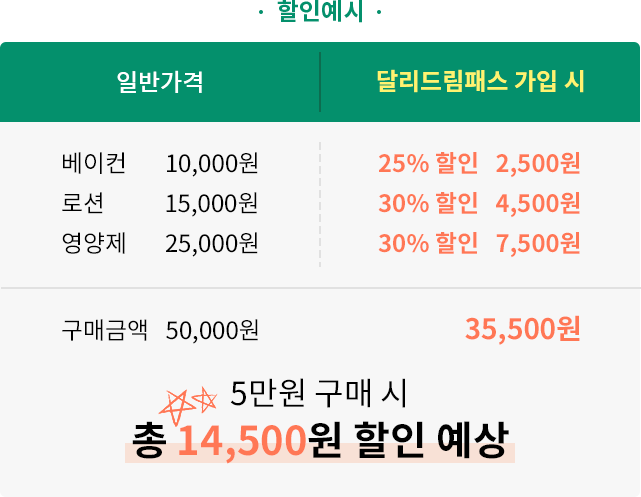 · 할인예시 ·
일반가격 달리드림패스 가입 시
베이컨 10,000원 25% 할인 2,500원
로션 15,000원 30% 할인 4,500원
영양제 25,000원 30% 할인 7,500원
구매금액 50,000원 35,500원
5만원 구매 시
총 14,500원 할인 예상